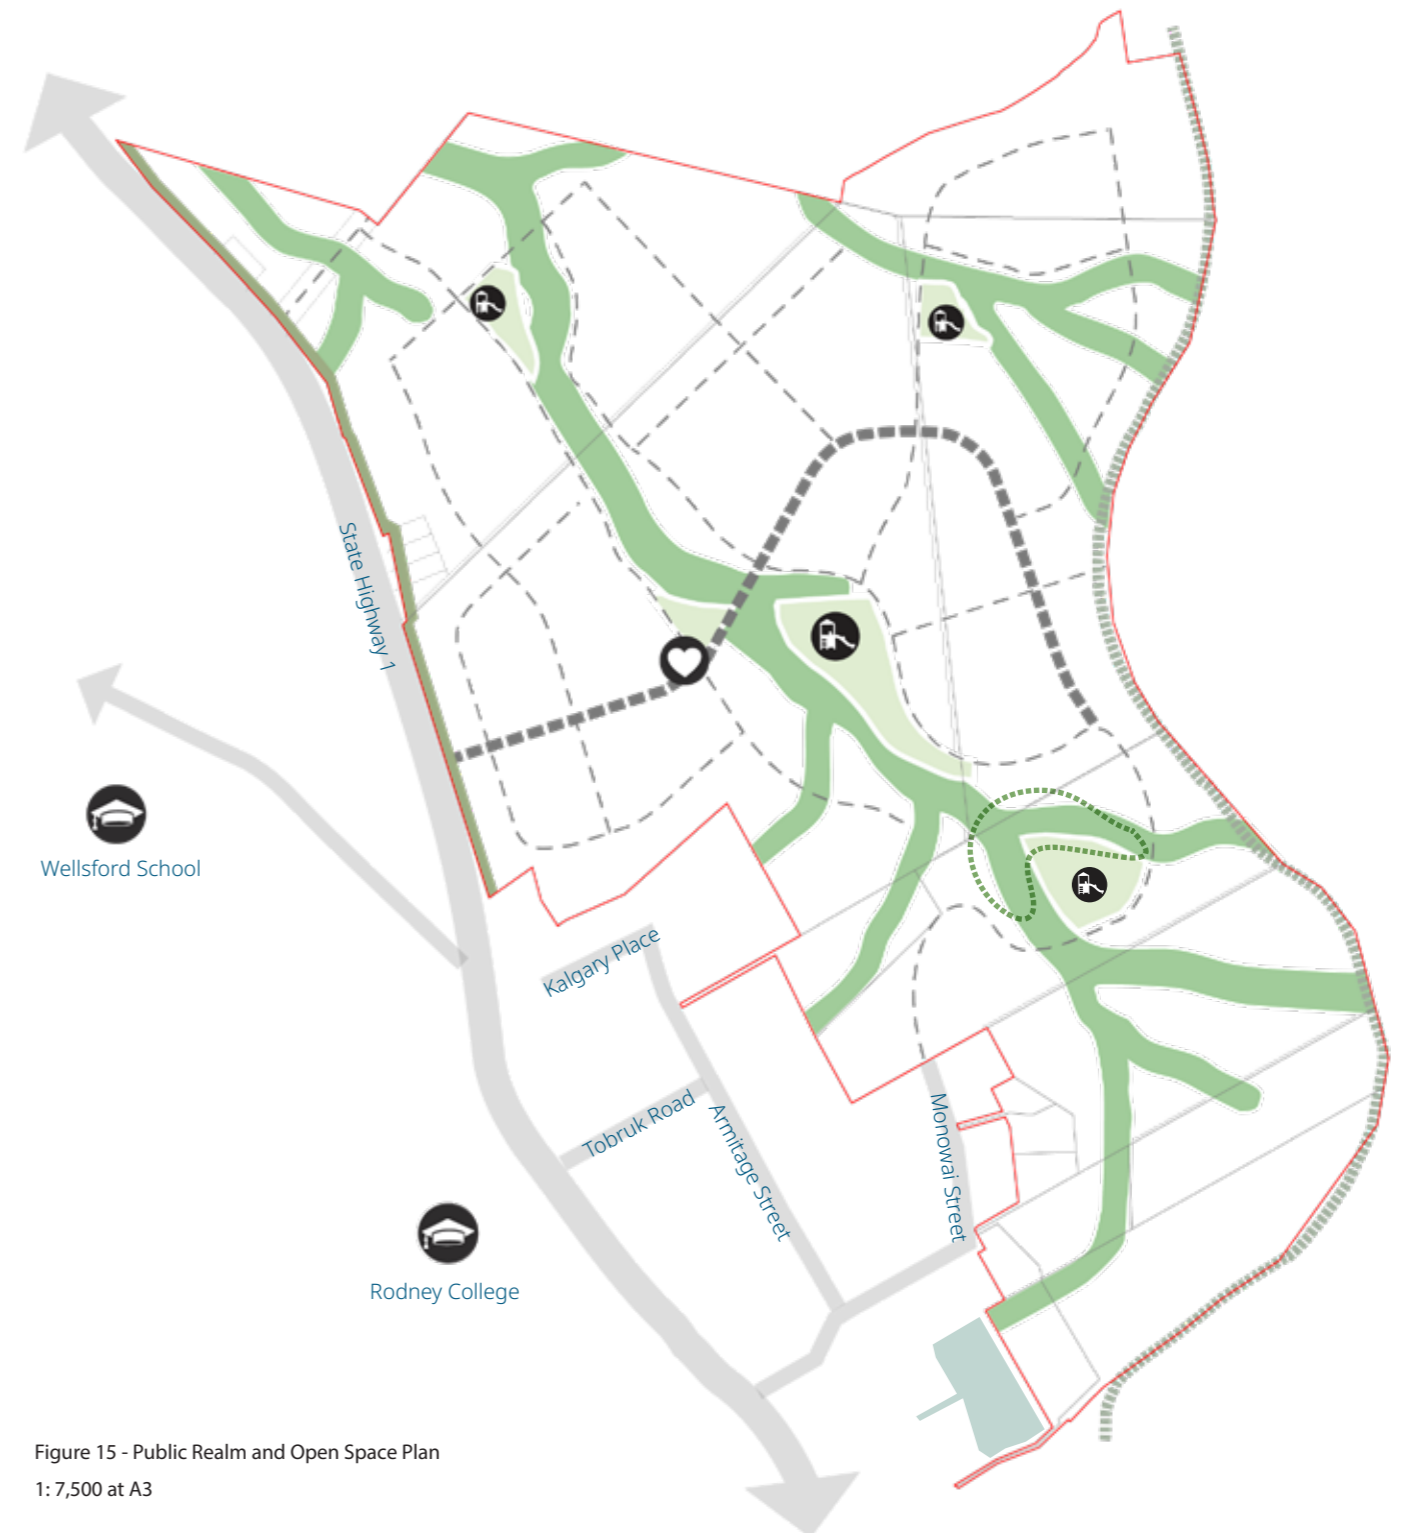 State Highway 1
Wellsford School
Kalgary Place
Tobruk Road
Armitage Street
Monowai Street
Rodney College
Figure 15 - Public Realm and Open Space Plan
1: 7,500 at A3